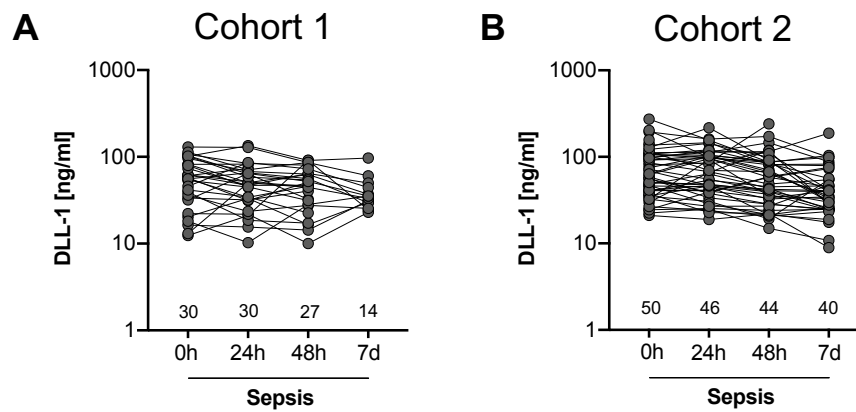 A
Cohort 1
1000
100
10
1
DLL-1 [ng/ml]
30 30 27 14
0h 24h 48h 7d
Sepsis
B
Cohort 2
1000
100
10
1
DLL-1 [ng/ml]
50 46 44 40
0h 24h 48h 7d
Sepsis